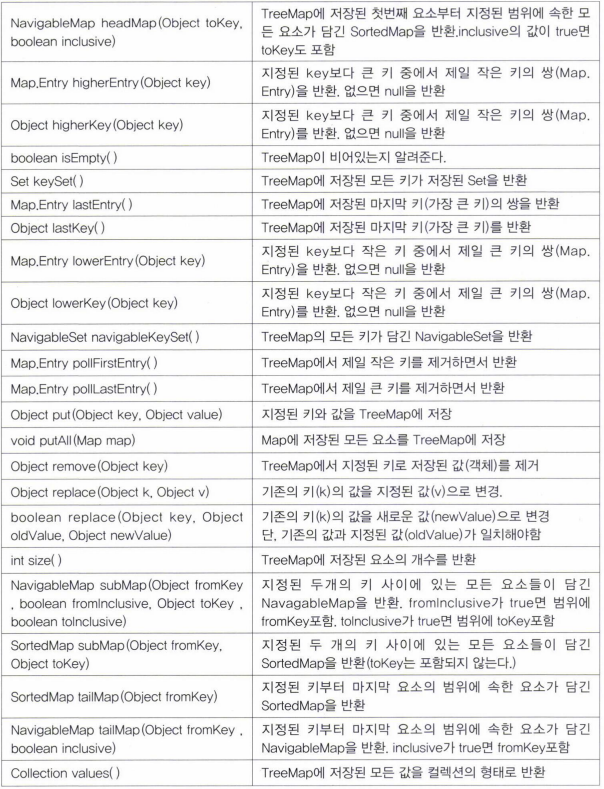 NavigableMap headMap(Object toKey, boolean inclusive)
TreeMap에 저장된 첫번째 요소부터 지정된 범위에 속한 모
든 요소가 담긴 SortedMap을 반환.inclusive의 값이 true면
toKey도 포함
Map.Entry higherEntry(Object key)
지정된 key보다 큰 키 중에서 제일 작은 키의 쌍(Map.
Entry)을 반환. 없으면 null을 반환
Object higherKey(Object key)
지정된 key보다 큰 키 중에서 제일 작은 키의 쌍(Map.
Entry)를 반환. 없으면 null을 반환
boolean isEmpty( )
TreeMap이 비어있는지 알려준다.
Set keySet( )
TreeMap에 저장된 모든 키가 저장된 Set을 반환
Map.Entry lastEntry( )
TreeMap에 저장된 마지막 키(가장 큰 키)의 쌍을 반환
Object lastKey( )
TreeMap에 저장된 마지막 키(가장 큰 키)를 반환
Map.Entry lowerEntry(Object key)
지정된 key보다 작은 키 중에서 제일 큰 키의 쌍(Map.
Entry)을 반환. 없으면 null을 반환
Object lowerKey(Object key)
지정된 key보다 작은 키 중에서 제일 큰 키의 쌍(Map.
Entry)를 반환. 없으면 null을 반환
NavigableSet navigableKeySet( )
TreeMap의 모든 키가 담긴 NavigableSet을 반환
Map.Entry pollFirstEntry( )
TreeMap에서 제일 작은 키를 제거하면서 반환
Map.Entry pollLastEntry( )
TreeMap에서 제일 큰 키를 제거하면서 반환
Object put(Object key, Object value)
지정된 키와 값을 TreeMap에 저장
void putAll(Map map)
Map에 저장된 모든 요소를 TreeMap에 저장
Object remove(Object key)
TreeMap에서 지정된 키로 저장된 값(객체)를 제거
Object replace(Object k, Object v)
기존의 키(k)의 값을 지정된 값(v)으로 변경.
boolean replace(Object key, Object
oldValue, Object newValue)
기존의 키(k)의 값을 새로운 값(newValue)으로 변경
단, 기존의 값과 지정된 값(oldValue)가 일치해야함
int size( )
TreeMap에 저장된 요소의 개수를 반환
NavigableMap subMap(Object fromKey
, boolean fromInclusive, Object toKey ,
boolean toInclusive)
지정된 두개의 키 사이에 있는 모든 요소들이 담긴
NavagableMap을 반환. fromInclusive가 true면 범위에
fromKey포함. toInclusive가 true면 범위에 toKey포함
SortedMap subMap(Object fromKey,
Object toKey)
지정된 두 개의 키 사이에 있는 모든 요소들이 담긴
SortedMap을 반환(toKey는 포함되지 않는다.)
SortedMap tailMap(Object fromKey)
지정된 키부터 마지막 요소의 범위에 속한 요소가 담긴
SortedMap을 반환
NavigableMap tailMap(Object fromKey ,
boolean inclusive)
지정된 키부터 마지막 요소의 범위에 속한 요소가 담긴
NavigableMap을 반환. inclusive가 true면 fromKey포함
Collection values( )
TreeMap에 저장된 모든 값을 컬렉션의 형태로 반환